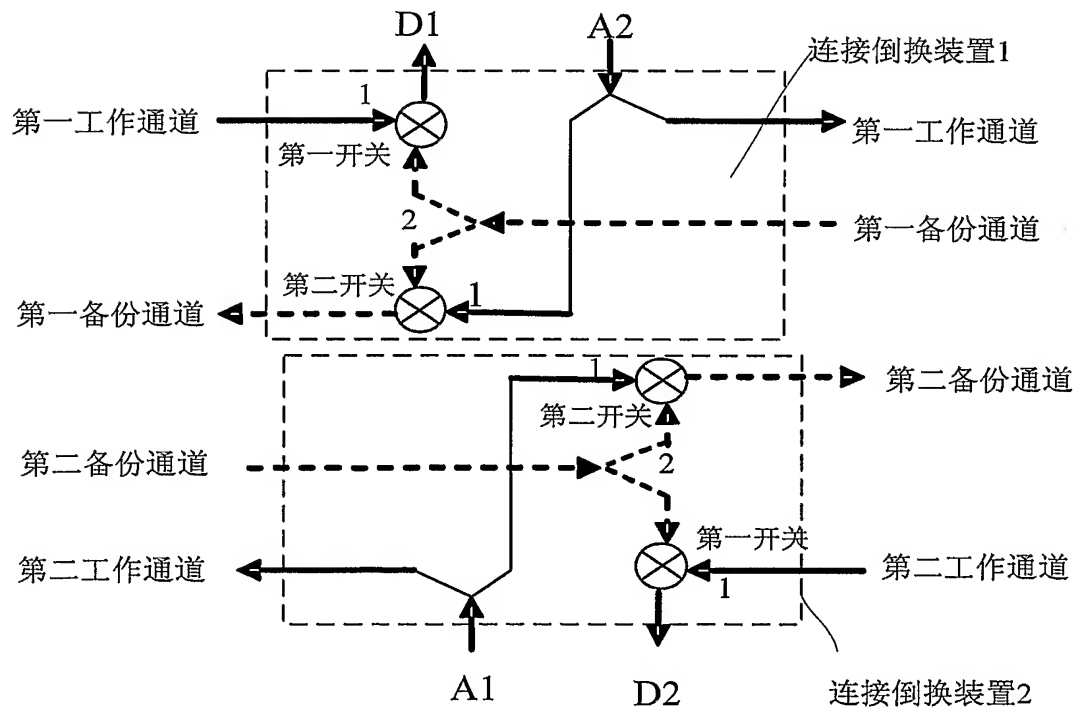 D1
A2
连接倒换装置1
第一工作通道
1
第一工作通道
第一开关
2
第一备份通道
第二开关
1
第一备份通道
1
第二备份通道
第二开关
第二备份通道
2
第一开关
第二工作通道
第二工作通道
1
A1
D2
连接倒换装置2